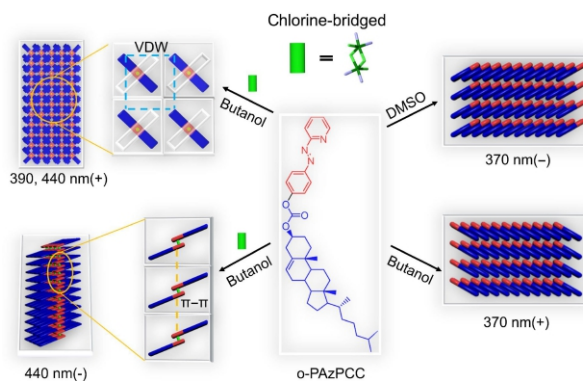 Chlorine-bridged
=
VDW
Butanol
DMSO
390, 440 nm(+)
370 nm(−)
N
N
N
O
O
O
Butanol
π−π
Butanol
440 nm(-)
370 nm(+)
o-PAzPCC